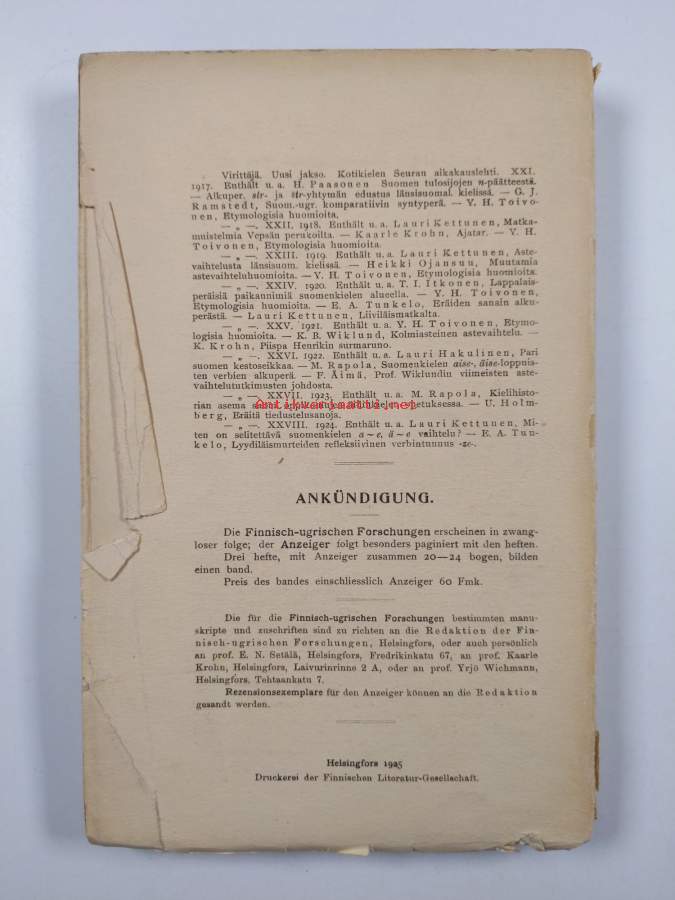 Virittäjä. Uusi jakso. Kotikielen Seuran aikakauslehti. XXI.
1917. Enthält u. a. H. Paasonen Suomen tulosijojen n-päätteestä.
— Alkuper. str- ja štr-yhtymän edustus länsisuomal. kielissä. — G. J.
Ramstedt, Suom.-ugr. komparatiivin syntyperä. — Y. H. Toivo-
nen, Etymologisia huomioita.
— „ —. XXII. 1918. Enthält u. a. Lauri Kettunen, Matka-
muistelmia Vepsän perukoilta. — Kaarle Krohn, Ajatar. — Y. H.
Toivonen, Etymologisia huomioita.
— „ —. XXIII. 1919. Enthält u. a. Lauri Kettunen, Aste-
vaihtelusta länsisuom. kielissä. — Heikki Ojansuu, Muutamia
astevaihteluhuomioita. — Y. H. Toivonen, Etymologisia huomioita.
— „ —. XXIV. 1920. Enthält u. a. T. I. Itkonen, Lappalais-
peräisiä paikannimiä suomenkielen alueella. — Y. H. Toivonen,
Etymologisia huomioita. — E. A. Tunkelo, Eräiden sanain alku-
perästä. — Lauri Kettunen, Liiviläismatkalta.
— „ —. XXV. 1921. Enthält u. a. Y. H. Toivonen, Etymo-
logisia huomioita. — K. B. Wiklund, Kolmiasteinen astevaihtelu. —
K. Krohn, Piispa Henrikin surmaruno.
— „ —. XXVI. 1922. Enthält u. a. Lauri Hakulinen, Pari
suomen kestoseikkaa. — M. Rapola, Suomenkielen aise-, äise-loppuis-
ten verbien alkuperä. — F. Äimä, Prof. Wiklundin viimeisten aste-
vaihtelututkimusten johdosta.
— „ —. XXVII. 1923. Enthält u. a. M. Rapola, Kielihisto-
rian asema opetuksessa. — U. Holm-
berg, Eräitä tiedustelusanoja.
— „ —. XXVIII. 1924. Enthält u. a. Lauri Kettunen, Mi-
ten on selitettävä suomenkielen a ~ e, ä ~ e vaihtelu? — E. A. Tun-
kelo, Lyydiläismurteiden refleksiivinen verbintunnus -ze-.
Antikvariaatti.net
ANKÜNDIGUNG.
Die Finnisch-ugrischen Forschungen erscheinen in zwang-
loser folge; der Anzeiger folgt besonders paginiert mit den heften.
Drei hefte, mit Anzeiger zusammen 20—24 bogen, bilden
einen band.
Preis des bandes einschliesslich Anzeiger 60 Fmk.
Die für die Finnisch-ugrischen Forschungen bestimmten manu-
skripte und zuschriften sind zu richten an die Redaktion der Fin-
nisch-ugrischen Forschungen, Helsingfors, oder auch persönlich
an prof. E. N. Setälä, Helsingfors, Fredrikinkatu 67, an prof. Kaarle
Krohn, Helsingfors, Laivurinrinne 2 A, oder an prof. Yrjö Wichmann,
Helsingfors, Tehtaankatu 7.
Rezensionsexemplare für den Anzeiger können an die Redaktion
gesandt werden.
Helsingfors 1925
Druckerei der Finnischen Literatur-Gesellschaft.